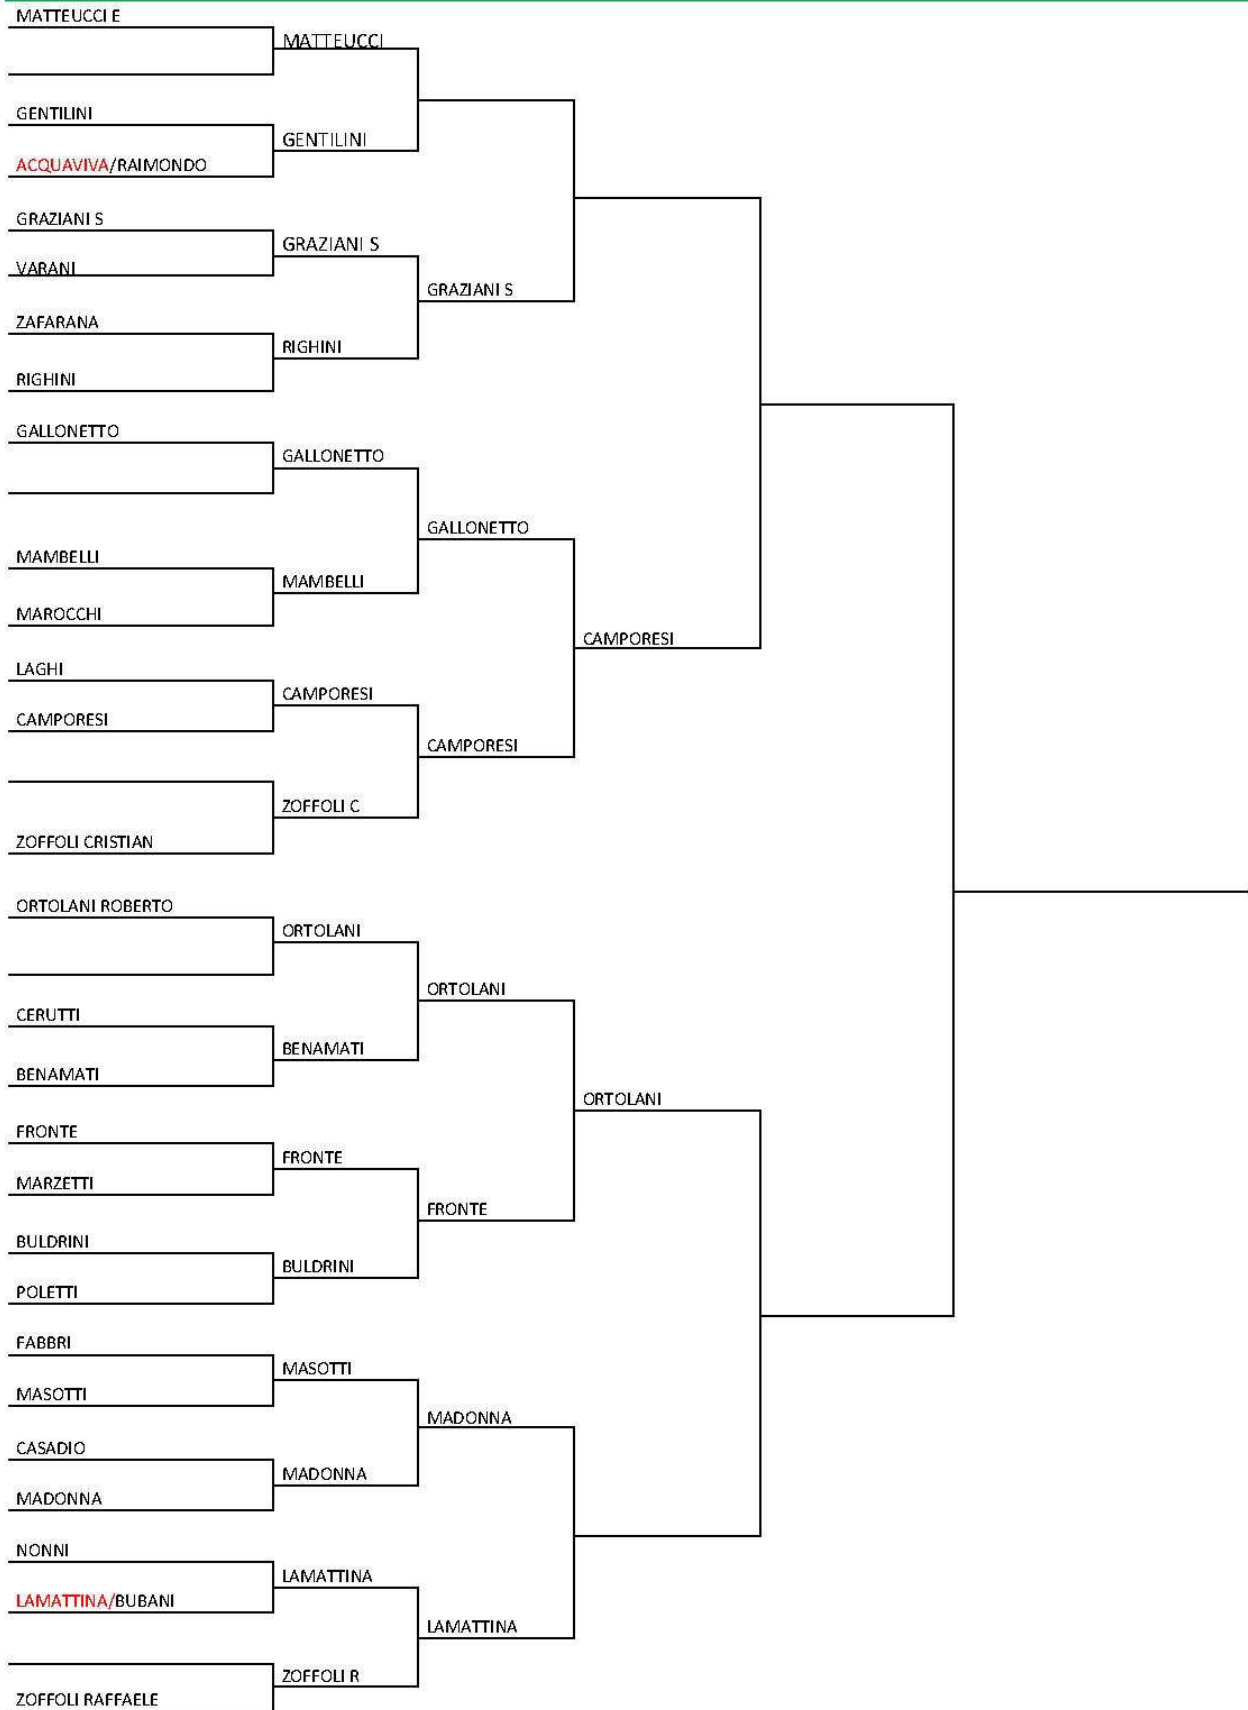 MATTEUCCI E
MATTEUCCI
GENTILINI
GENTILINI
ACQUAVIVA/RAIMONDO
GRAZIANI S
GRAZIANI S
VARANI
GRAZIANI S
ZAFARANA
RIGHINI
RIGHINI
GALLONETTO
GALLONETTO
GALLONETTO
MAMBELLI
MAMBELLI
MAROCCHI
CAMPORESI
LAGHI
CAMPORESI
CAMPORESI
CAMPORESI
ZOFFOLI C
ZOFFOLI CRISTIAN
ORTOLANI ROBERTO
ORTOLANI
ORTOLANI
CERUTTI
BENAMATI
BENAMATI
ORTOLANI
FRONTE
FRONTE
MARZETTI
FRONTE
BULDRINI
BULDRINI
POLETTI
FABBRI
MASOTTI
MASOTTI
MADONNA
CASADIO
MADONNA
MADONNA
NONNI
LAMATTINA
LAMATTINA/BUBANI
LAMATTINA
ZOFFOLI R
ZOFFOLI RAFFAELE